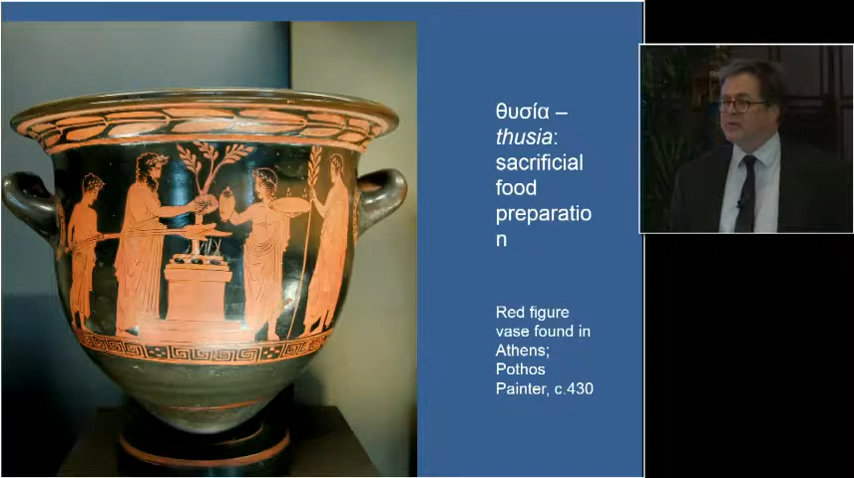 θυσία –
thusia:
sacrificial
food
preparatio
n
Red figure
vase found in
Athens;
Pothos
Painter, c.430